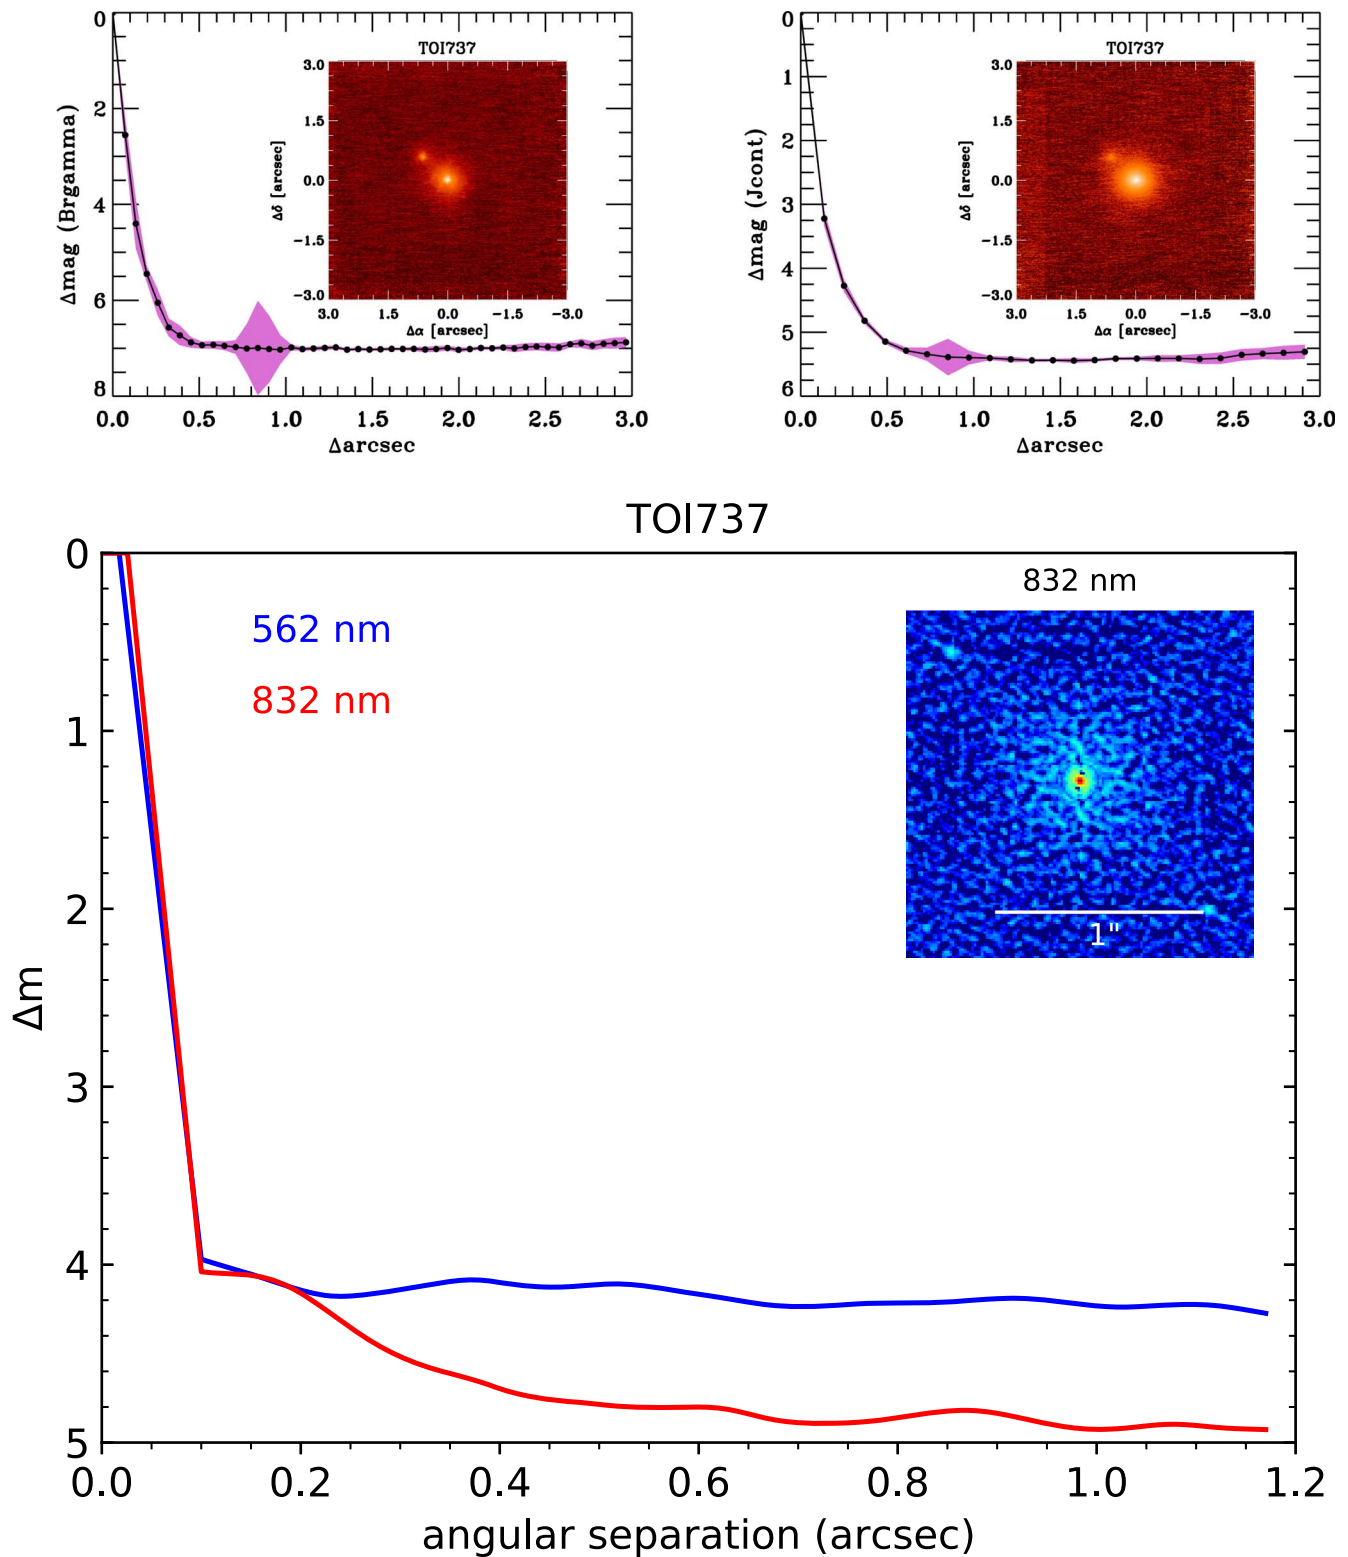 TOI737
Δmag (Brgamma)
0
2
4
6
8
0.0 0.5 1.0 1.5 2.0 2.5 3.0
Δarcsec
Δδ [arcsec]
3.0
1.5
0.0
−1.5
−3.0
3.0 1.5 0.0 −1.5 −3.0
Δα [arcsec]
TOI737
Δmag (Jcont)
0
1
2
3
4
5
6
0.0 0.5 1.0 1.5 2.0 2.5 3.0
Δarcsec
Δδ [arcsec]
3.0
1.5
0.0
−1.5
−3.0
3.0 1.5 0.0 −1.5 −3.0
Δα [arcsec]
TOI737
562 nm
832 nm
832 nm
1"
Δm
0
1
2
3
4
5
0.0 0.2 0.4 0.6 0.8 1.0 1.2
angular separation (arcsec)